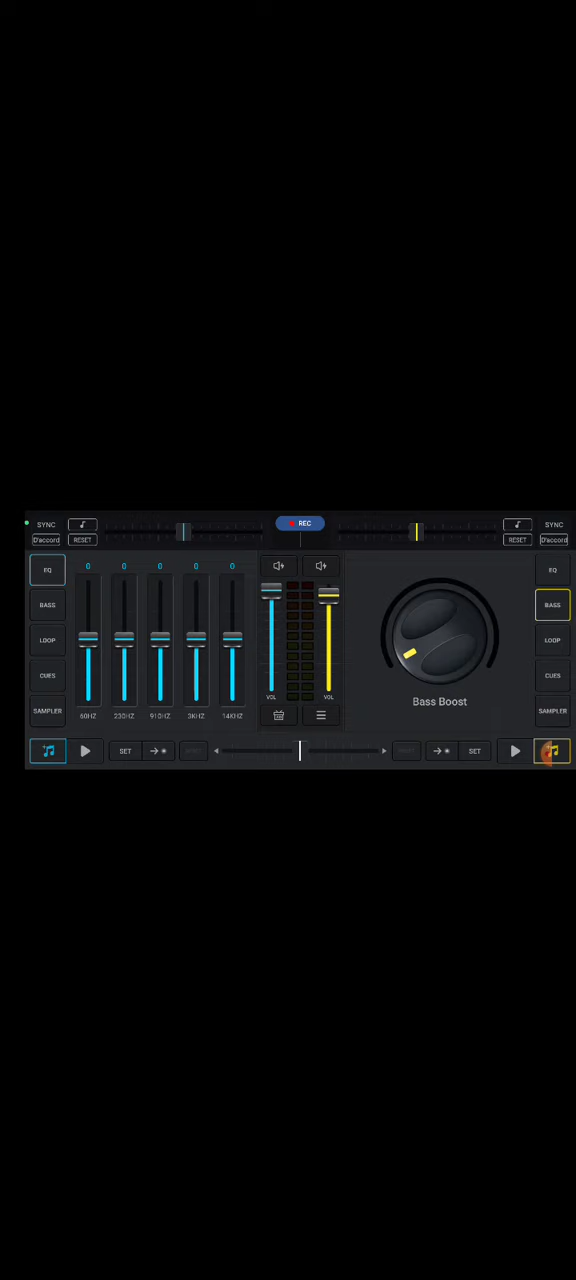 SYNC
D'accord
RESET
REC
SYNC
RESET
D'accord
EQ
BASS
LOOP
CUES
SAMPLER
0 0 0 0 0
60HZ 230HZ 910HZ 3KHZ 14KHZ
VOL VOL
Bass Boost
EQ
BASS
LOOP
CUES
SAMPLER
SET
SET